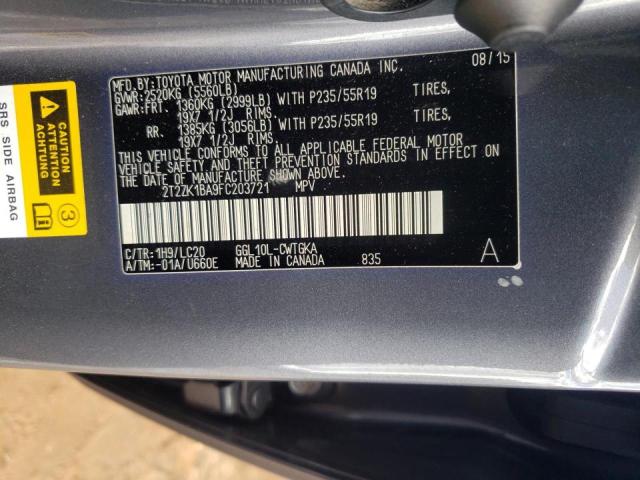 MFD.BY:TOYOTA MOTOR MANUFACTURING CANADA INC. 08/15
GVWR:2520KG (5560LB)
GAWR:FRT. 1360KG (2999LB) WITH P235/55R19 TIRES,
19X7 1/2J RIMS.
RR. 1385KG (3056LB) WITH P235/55R19 TIRES,
19X7 1/2J RIMS.
THIS VEHICLE CONFORMS TO ALL APPLICABLE FEDERAL MOTOR
VEHICLE SAFETY AND THEFT PREVENTION STANDARDS IN EFFECT ON
THE DATE OF MANUFACTURE SHOWN ABOVE.
2T2ZK1BA9FC203721 MPV
C/TR:1H9/LC20 GGL10L-CWTGKA
A/TM:-01A/U660E MADE IN CANADA 835 A
CAUTION
ATTENTION
ACHTUNG
3
SRS SIDE AIRBAG